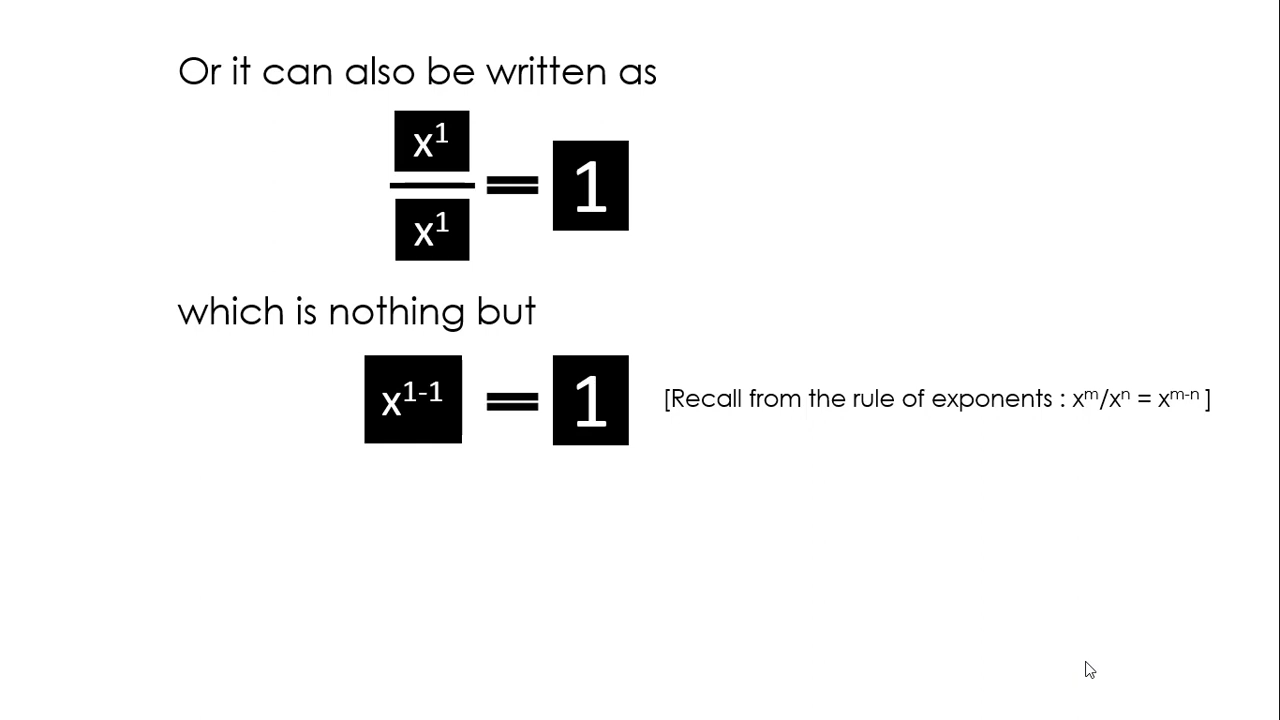 Or it can also be written as
x¹
x¹
= 1
which is nothing but
x¹⁻¹ = 1 [Recall from the rule of exponents : xᵐ/xⁿ = xᵐ⁻ⁿ ]